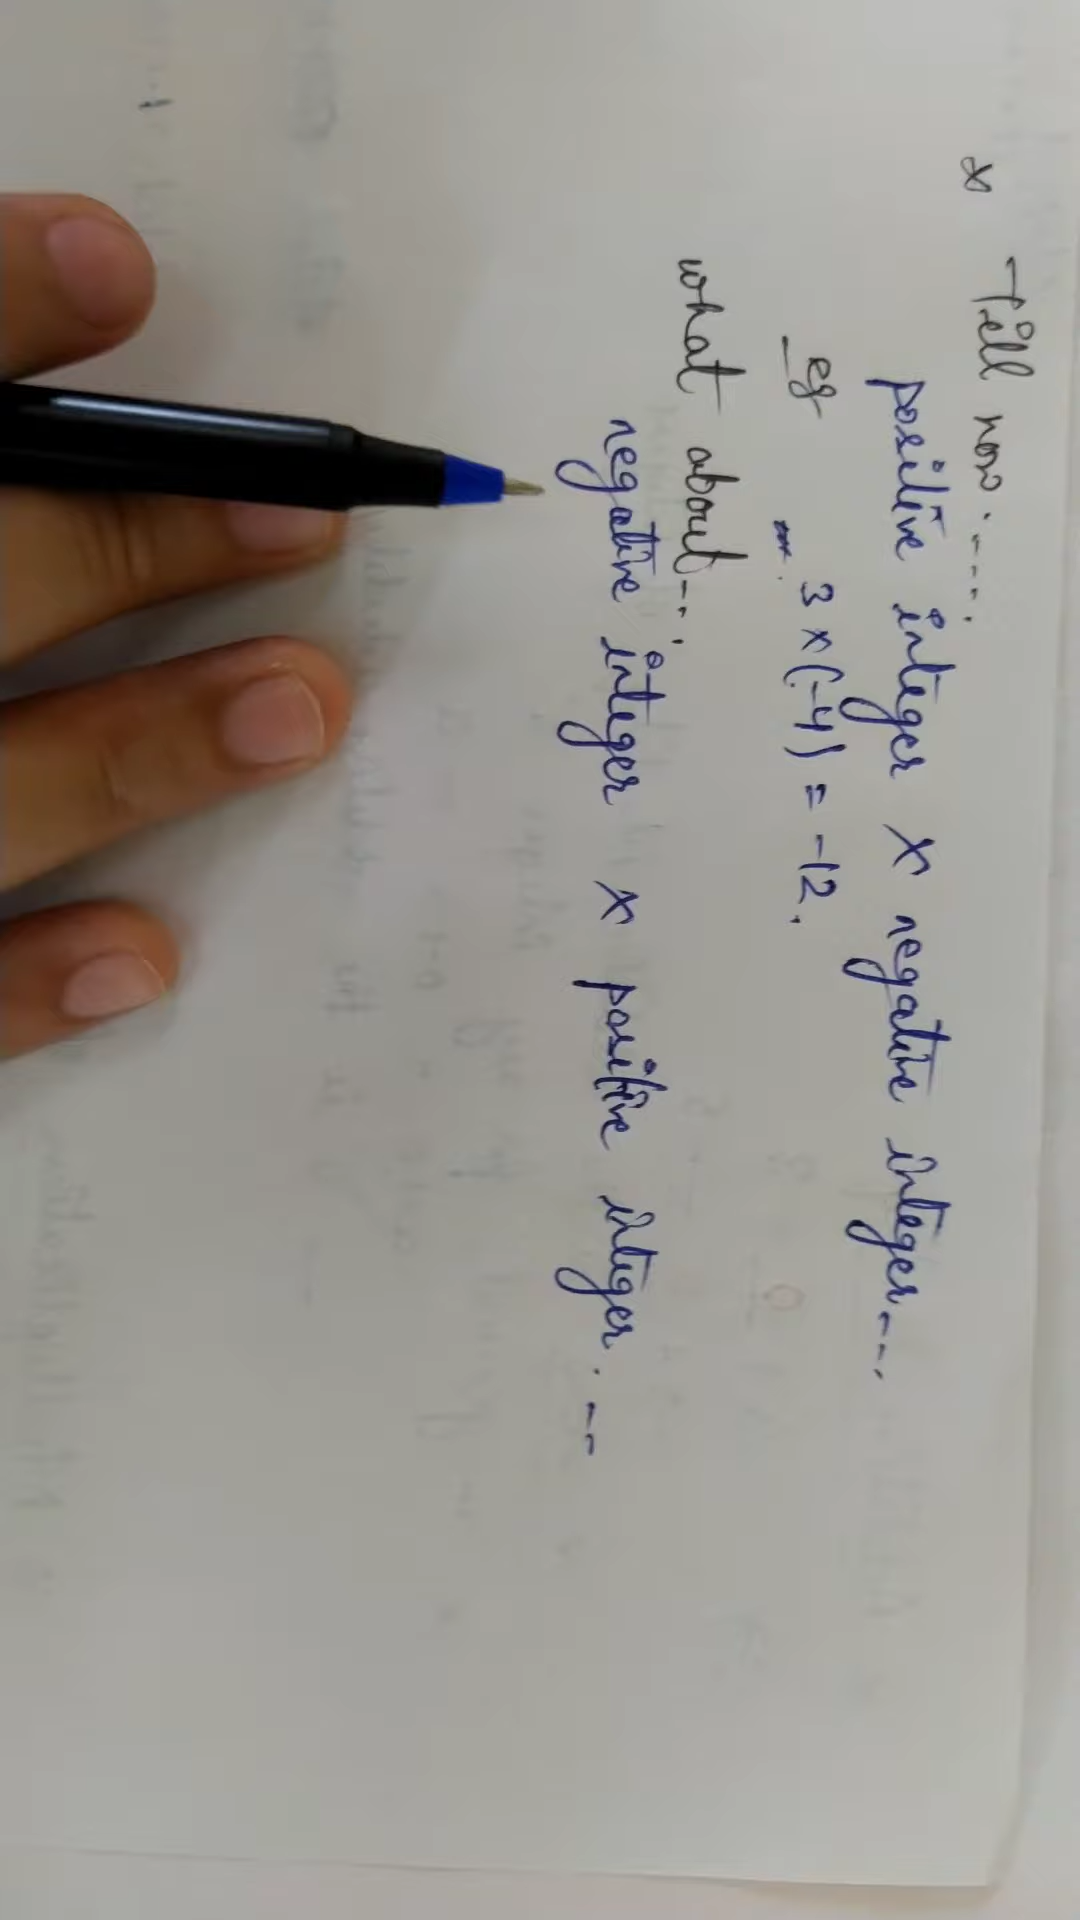 * Till now ---.
positive integer x negative integer ---.
eg 3 x (-4) = -12.
what about --.
negative integer x positive integer. --